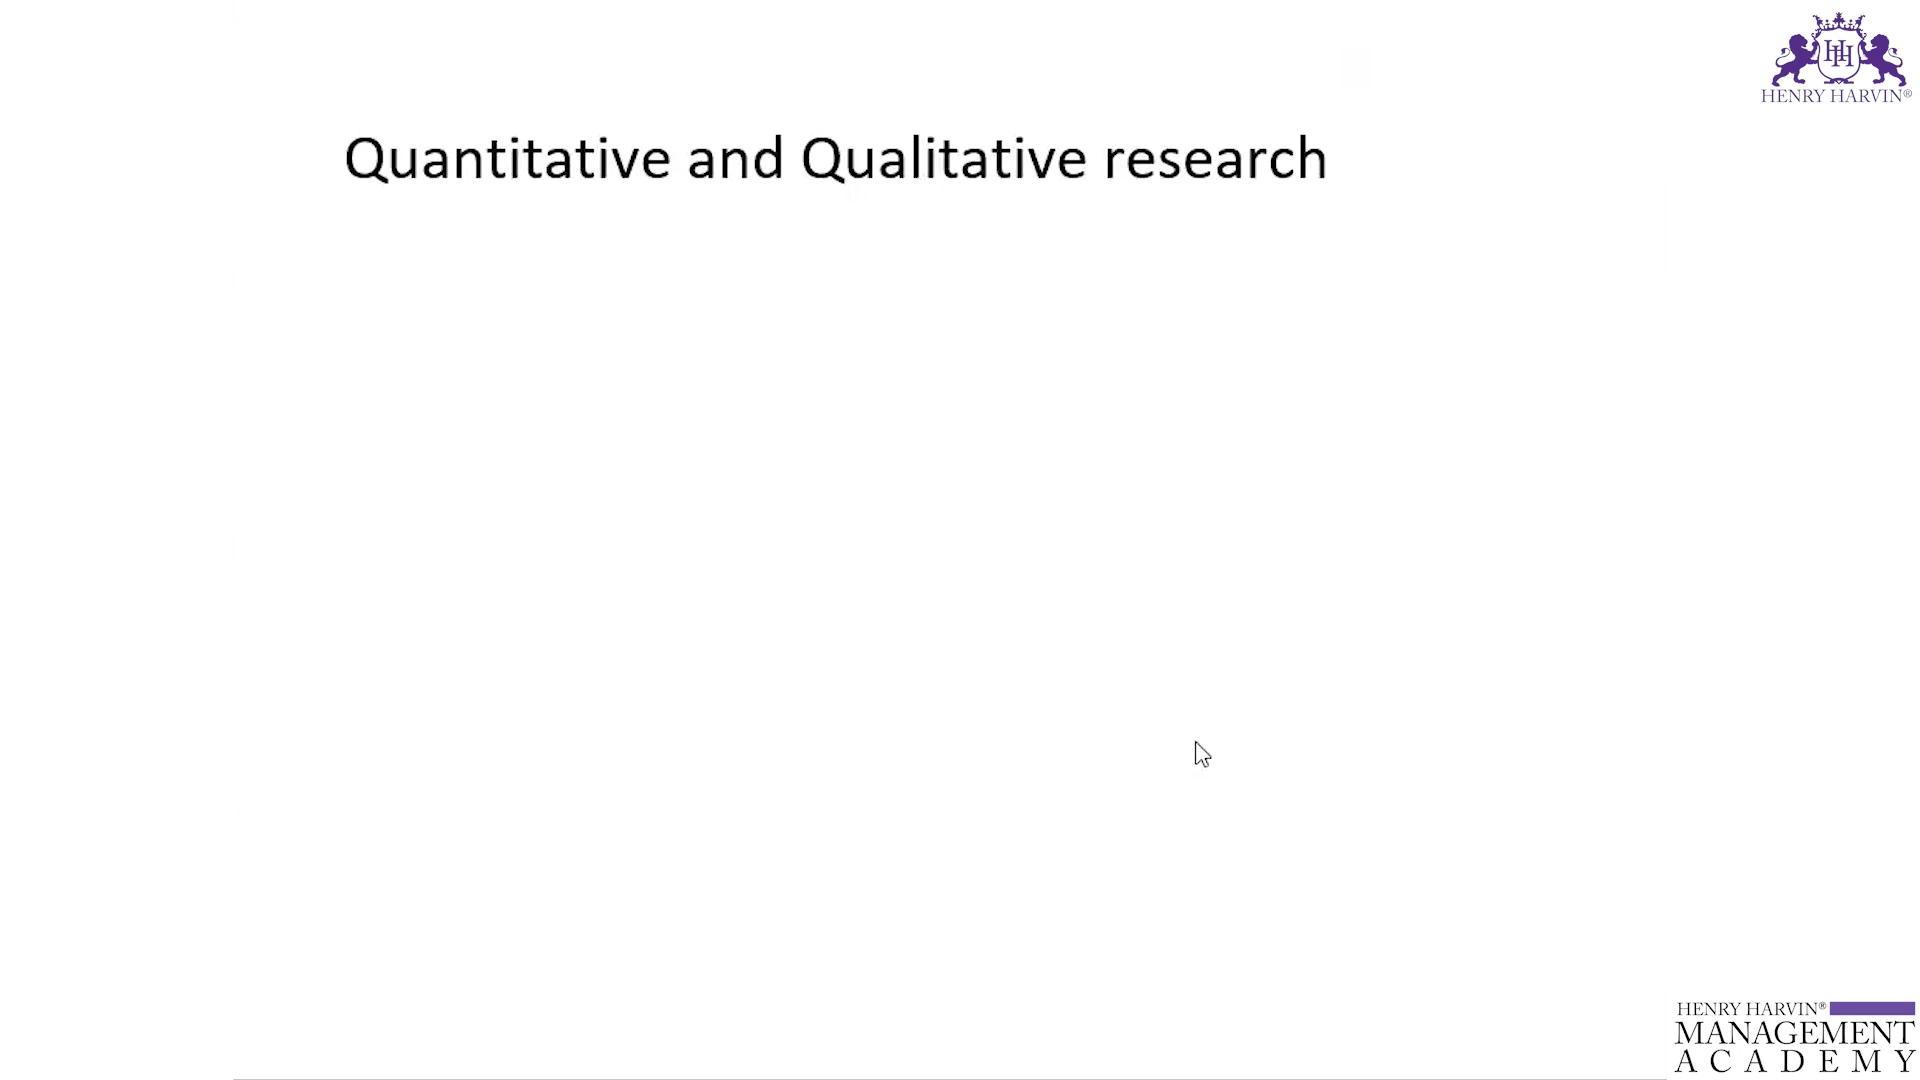 HENRY HARVIN®
Quantitative and Qualitative research
HENRY HARVIN®
MANAGEMENT
ACADEMY